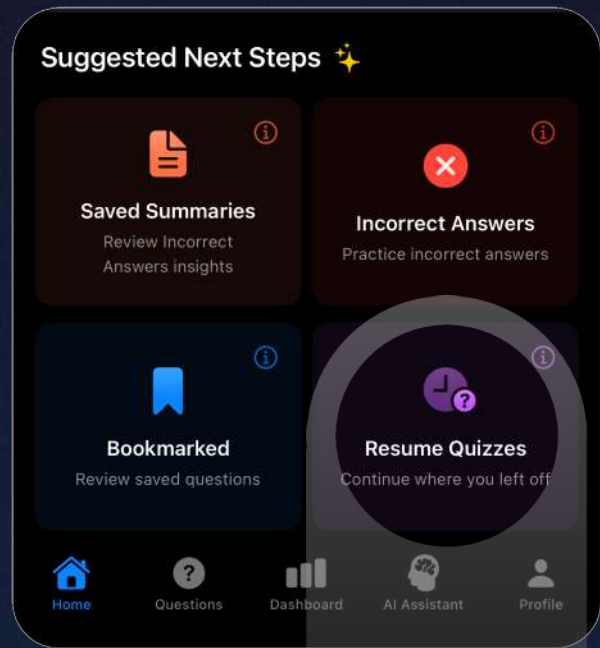 Suggested Next Steps ✨
Saved Summaries
Review Incorrect
Answers insights
Incorrect Answers
Practice incorrect answers
Bookmarked
Review saved questions
Resume Quizzes
Continue where you left off
Home
Questions
Dashboard
AI Assistant
Profile